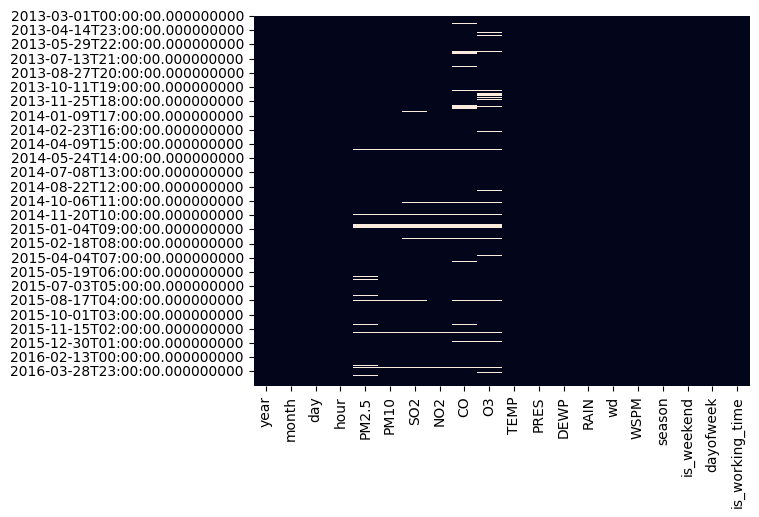 2013-03-01T00:00:00.000000000
2013-04-14T23:00:00.000000000
2013-05-29T22:00:00.000000000
2013-07-13T21:00:00.000000000
2013-08-27T20:00:00.000000000
2013-10-11T19:00:00.000000000
2013-11-25T18:00:00.000000000
2014-01-09T17:00:00.000000000
2014-02-23T16:00:00.000000000
2014-04-09T15:00:00.000000000
2014-05-24T14:00:00.000000000
2014-07-08T13:00:00.000000000
2014-08-22T12:00:00.000000000
2014-10-06T11:00:00.000000000
2014-11-20T10:00:00.000000000
2015-01-04T09:00:00.000000000
2015-02-18T08:00:00.000000000
2015-04-04T07:00:00.000000000
2015-05-19T06:00:00.000000000
2015-07-03T05:00:00.000000000
2015-08-17T04:00:00.000000000
2015-10-01T03:00:00.000000000
2015-11-15T02:00:00.000000000
2015-12-30T01:00:00.000000000
2016-02-13T00:00:00.000000000
2016-03-28T23:00:00.000000000
year
month
day
hour
PM2.5
PM10
SO2
NO2
CO
O3
TEMP
PRES
DEWP
RAIN
wd
WSPM
season
is_weekend
dayofweek
is_working_time